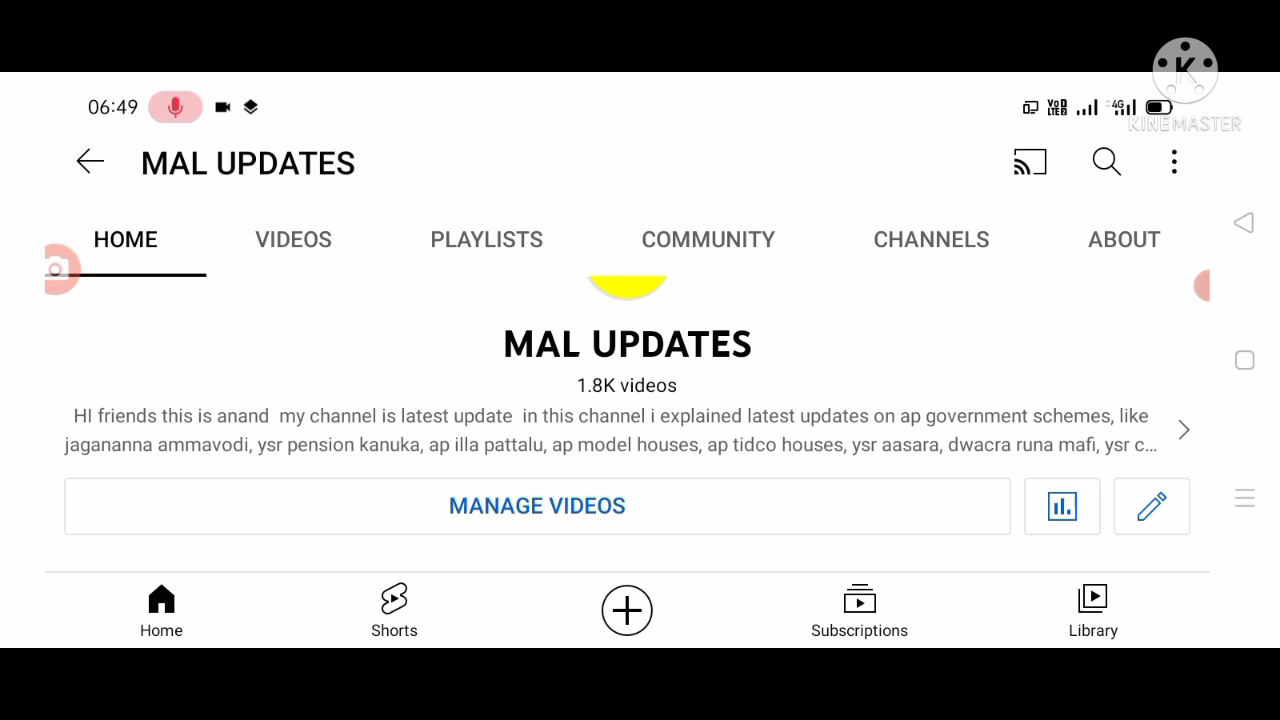 06:49
VoD
LTE2
4G
K
KINEMASTER
MAL UPDATES
HOME VIDEOS PLAYLISTS COMMUNITY CHANNELS ABOUT
MAL UPDATES
1.8K videos
HI friends this is anand my channel is latest update in this channel i explained latest updates on ap government schemes, like
jagananna ammavodi, ysr pension kanuka, ap illa pattalu, ap model houses, ap tidco houses, ysr aasara, dwacra runa mafi, ysr c...
MANAGE VIDEOS
Home Shorts Subscriptions Library